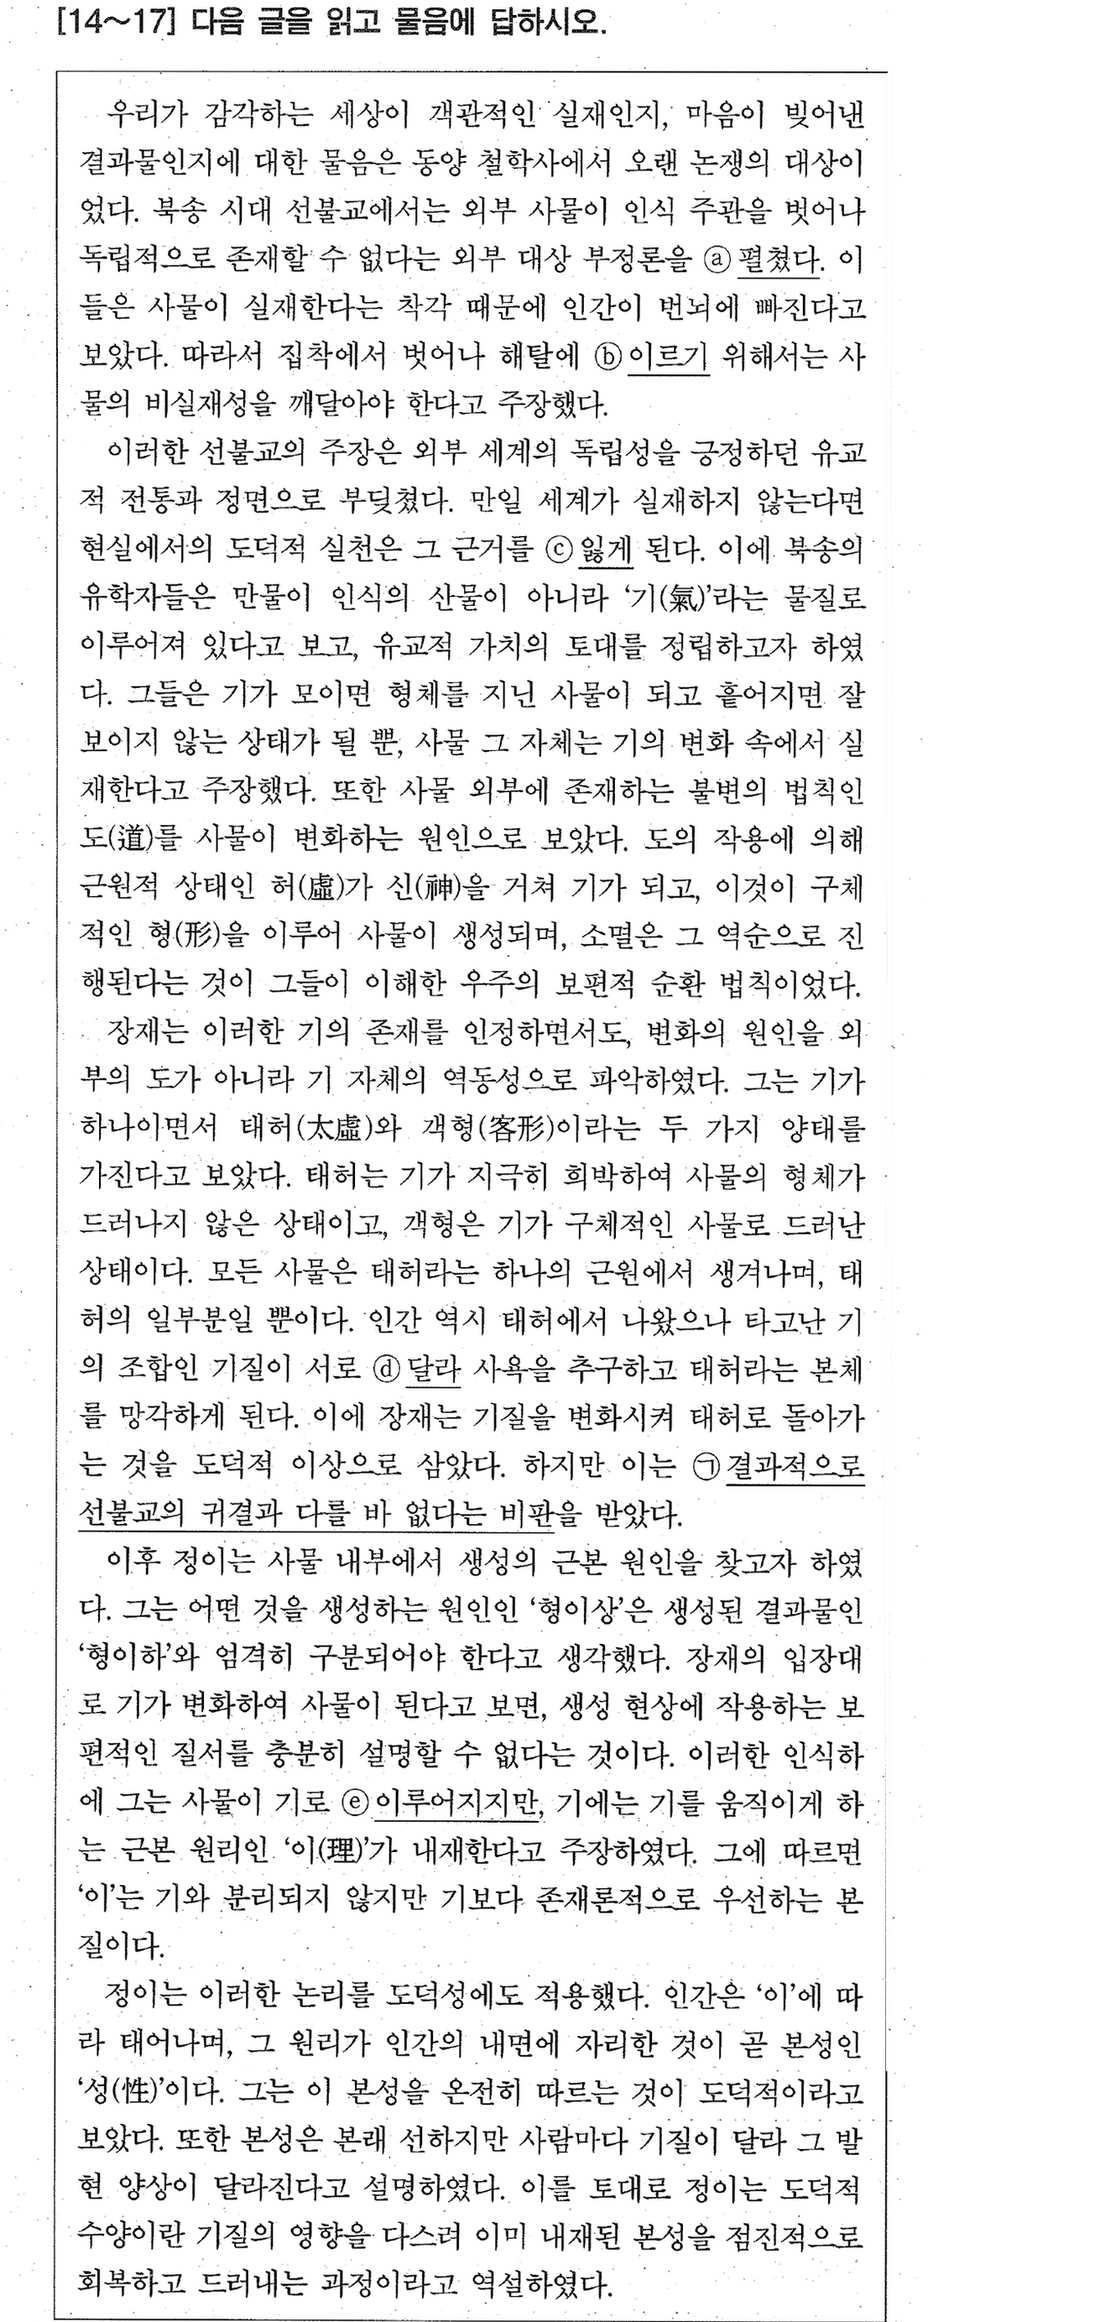 [14～17] 다음 글을 읽고 물음에 답하시오.
우리가 감각하는 세상이 객관적인 실재인지, 마음이 빚어낸
결과물인지에 대한 물음은 동양 철학사에서 오랜 논쟁의 대상이
었다. 북송 시대 선불교에서는 외부 사물이 인식 주관을 벗어나
독립적으로 존재할 수 없다는 외부 대상 부정론을 ⓐ펼쳤다. 이
들은 사물이 실재한다는 착각 때문에 인간이 번뇌에 빠진다고
보았다. 따라서 집착에서 벗어나 해탈에 ⓑ이르기 위해서는 사
물의 비실재성을 깨달아야 한다고 주장했다.
이러한 선불교의 주장은 외부 세계의 독립성을 긍정하던 유교
적 전통과 정면으로 부딪쳤다. 만일 세계가 실재하지 않는다면
현실에서의 도덕적 실천은 그 근거를 ⓒ잃게 된다. 이에 북송의
유학자들은 만물이 인식의 산물이 아니라 ‘기(氣)’라는 물질로
이루어져 있다고 보고, 유교적 가치의 토대를 정립하고자 하였
다. 그들은 기가 모이면 형체를 지닌 사물이 되고 흩어지면 잘
보이지 않는 상태가 될 뿐, 사물 그 자체는 기의 변화 속에서 실
재한다고 주장했다. 또한 사물 외부에 존재하는 불변의 법칙인
도(道)를 사물이 변화하는 원인으로 보았다. 도의 작용에 의해
근원적 상태인 허(虛)가 신(神)을 거쳐 기가 되고, 이것이 구체
적인 형(形)을 이루어 사물이 생성되며, 소멸은 그 역순으로 진
행된다는 것이 그들이 이해한 우주의 보편적 순환 법칙이었다.
장재는 이러한 기의 존재를 인정하면서도, 변화의 원인을 외
부의 도가 아니라 기 자체의 역동성으로 파악하였다. 그는 기가
하나이면서 태허(太虛)와 객형(客形)이라는 두 가지 양태를
가진다고 보았다. 태허는 기가 지극히 희박하여 사물의 형체가
드러나지 않은 상태이고, 객형은 기가 구체적인 사물로 드러난
상태이다. 모든 사물은 태허라는 하나의 근원에서 생겨나며, 태
허의 일부분일 뿐이다. 인간 역시 태허에서 나왔으나 타고난 기
의 조합인 기질이 서로 ⓓ달라 사욕을 추구하고 태허라는 본체
를 망각하게 된다. 이에 장재는 기질을 변화시켜 태허로 돌아가
는 것을 도덕적 이상으로 삼았다. 하지만 이는 ㉠결과적으로
선불교의 귀결과 다를 바 없다는 비판을 받았다.
이후 정이는 사물 내부에서 생성의 근본 원인을 찾고자 하였
다. 그는 어떤 것을 생성하는 원인인 ‘형이상’은 생성된 결과물인
‘형이하’와 엄격히 구분되어야 한다고 생각했다. 장재의 입장대
로 기가 변화하여 사물이 된다고 보면, 생성 현상에 작용하는 보
편적인 질서를 충분히 설명할 수 없다는 것이다. 이러한 인식하
에 그는 사물이 기로 ⓔ이루어지지만, 기에는 기를 움직이게 하
는 근본 원리인 ‘이(理)’가 내재한다고 주장하였다. 그에 따르면
‘이’는 기와 분리되지 않지만 기보다 존재론적으로 우선하는 본
질이다.
정이는 이러한 논리를 도덕성에도 적용했다. 인간은 ‘이’에 따
라 태어나며, 그 원리가 인간의 내면에 자리한 것이 곧 본성인
‘성(性)’이다. 그는 이 본성을 온전히 따르는 것이 도덕적이라고
보았다. 또한 본성은 본래 선하지만 사람마다 기질이 달라 그 발
현 양상이 달라진다고 설명하였다. 이를 토대로 정이는 도덕적
수양이란 기질의 영향을 다스려 이미 내재된 본성을 점진적으로
회복하고 드러내는 과정이라고 역설하였다.